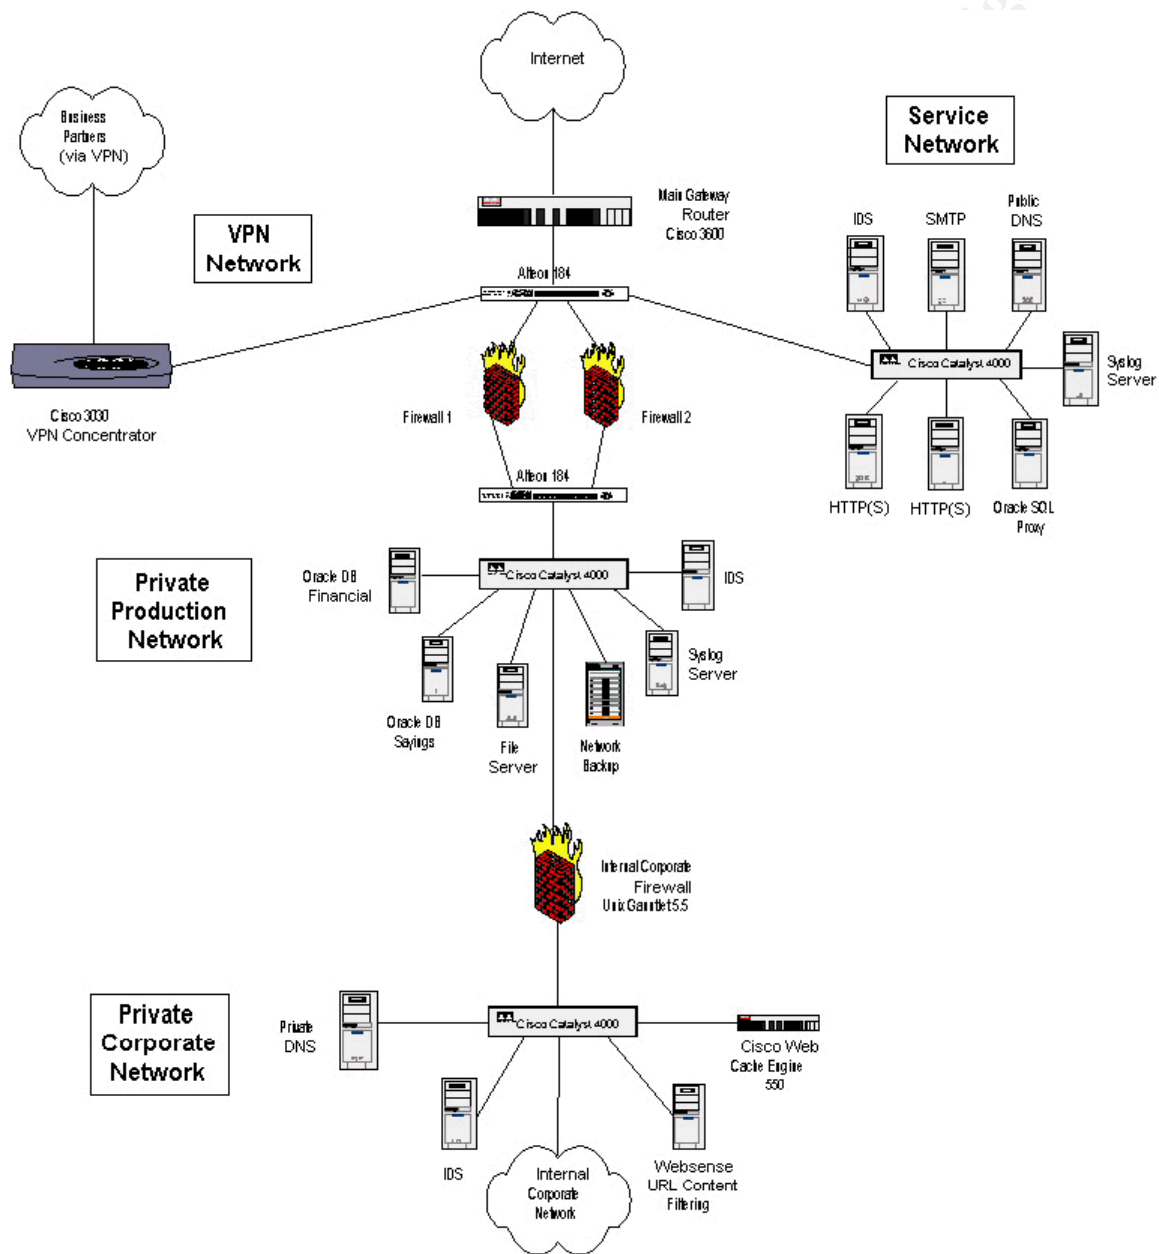 Internet
Business
Partners
(via VPN)
Service
Network
Main Gateway
Router
Cisco 3600
VPN
Network
IDS
SMTP
Public
DNS
Alteon 184
Cisco Catalyst 4000
Syslog
Server
Cisco 3030
VPN Concentrator
Firewall 1
Firewall 2
Alteon 184
HTTP(S)
HTTP(S)
Oracle SQL
Proxy
Private
Production
Network
Oracle DB
Financial
Cisco Catalyst 4000
IDS
Syslog
Server
Oracle DB
Sayings
File
Server
Network
Backup
Internal Corporate
Firewall
Unix Gauntlet 5.5
Private
Corporate
Network
Private
DNS
Cisco Catalyst 4000
Cisco Web
Cache Engine
550
IDS
Internal
Corporate
Network
Websense
URL Content
Filtering